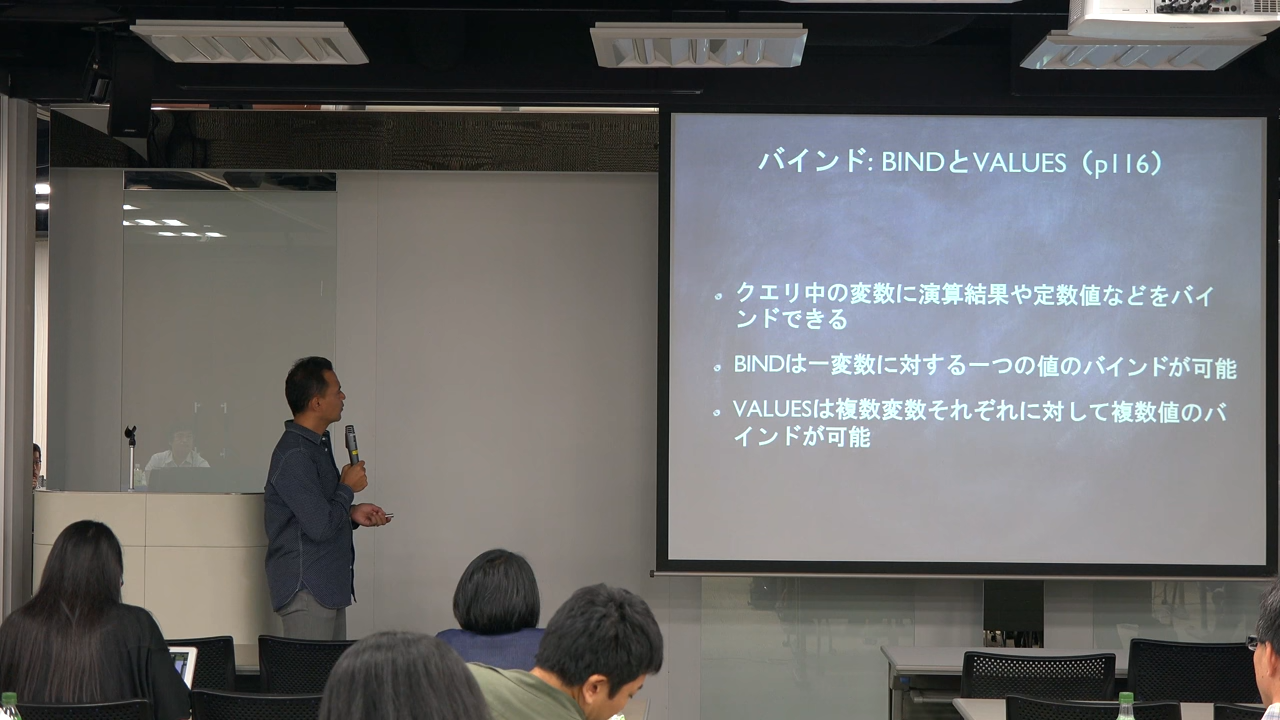 バインド: BINDとVALUES（p116）
クエリ中の変数に演算結果や定数値などをバイ
ンドできる
BINDは一変数に対する一つの値のバインドが可能
VALUESは複数変数それぞれに対して複数値のバ
インドが可能